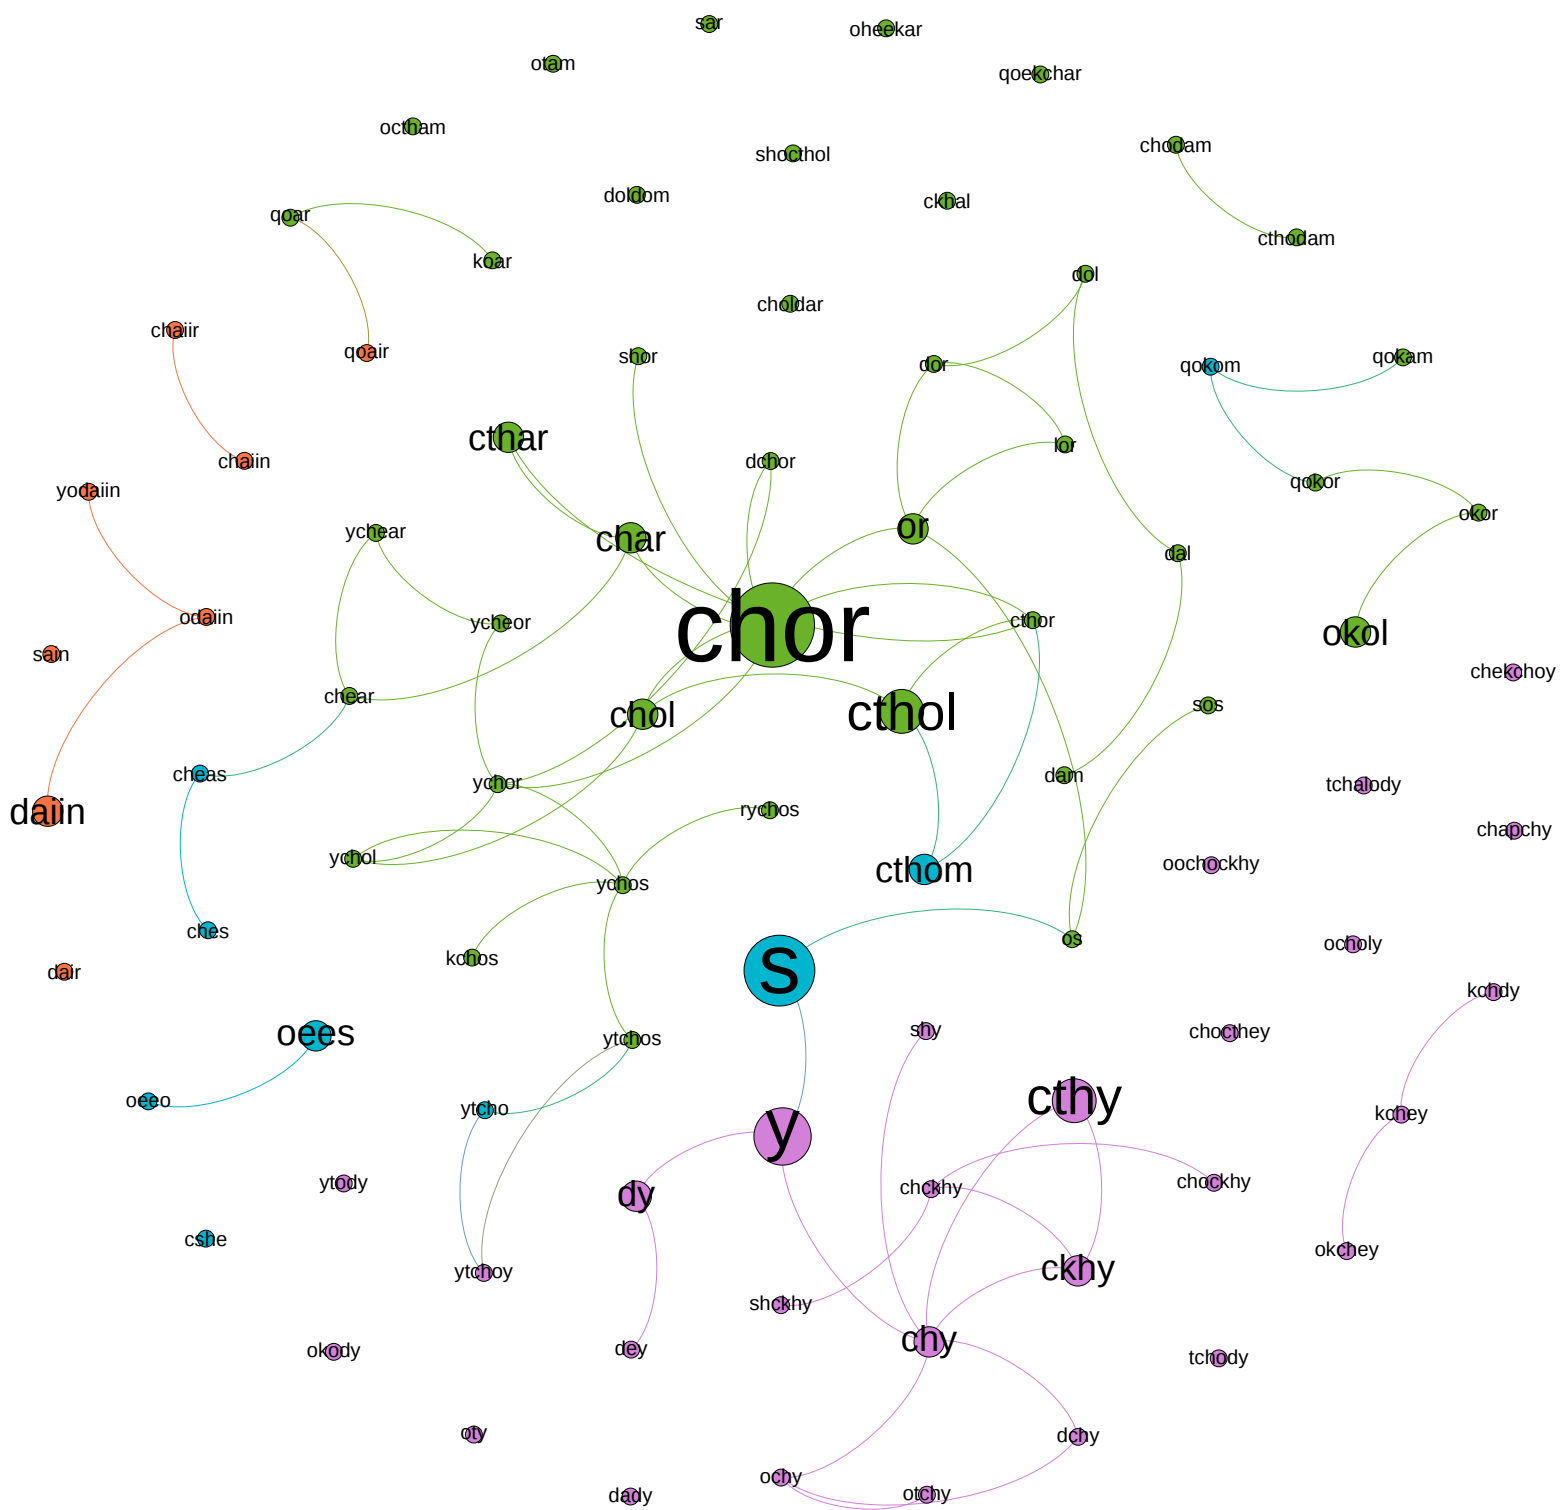 sar
oheekar
otam
qoekchar
octham
chodam
shocthol
doldom
ckhal
qoar
cthodam
koar
dol
choldar
chaiir
qoair
shor
dor
qokom
qokam
cthar
lor
chaiin
dchor
qokor
yodaiin
okor
ychear
char
or
dal
odaiin
ycheor
chor
cthor
okol
sain
chekchoy
chear
chol
cthol
sos
cheas
ychor
dam
tchalody
daiin
rychos
chapchy
ychol
oochockhy
cthom
ychos
ches
os
ocholy
kchos
dair
s
kchdy
oees
ytchos
shy
chocthey
oeeo
ytcho
cthy
kchey
y
ytody
dy
chckhy
chockhy
cshe
okchey
ytchoy
ckhy
shckhy
okody
dey
chy
tchody
oty
dchy
ochy
dady
otchy